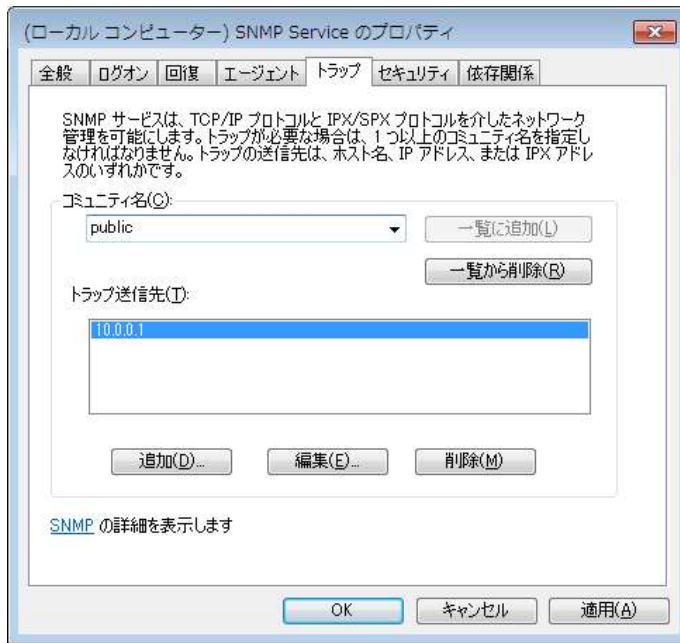 (ローカル コンピューター) SNMP Service のプロパティ
全般 ログオン 回復 エージェント トラップ セキュリティ 依存関係
SNMP サービスは、TCP/IP プロトコルと IPX/SPX プロトコルを介したネットワーク
管理を可能にします。トラップが必要な場合は、1 つ以上のコミュニティ名を指定し
なければなりません。トラップの送信先は、ホスト名、IP アドレス、または IPX アドレ
スのいずれかです。
コミュニティ名(C):
public 一覧に追加(L)
一覧から削除(R)
トラップ送信先(T):
10.0.0.1
追加(D)... 編集(E)... 削除(M)
SNMP の詳細を表示します
OK キャンセル 適用(A)